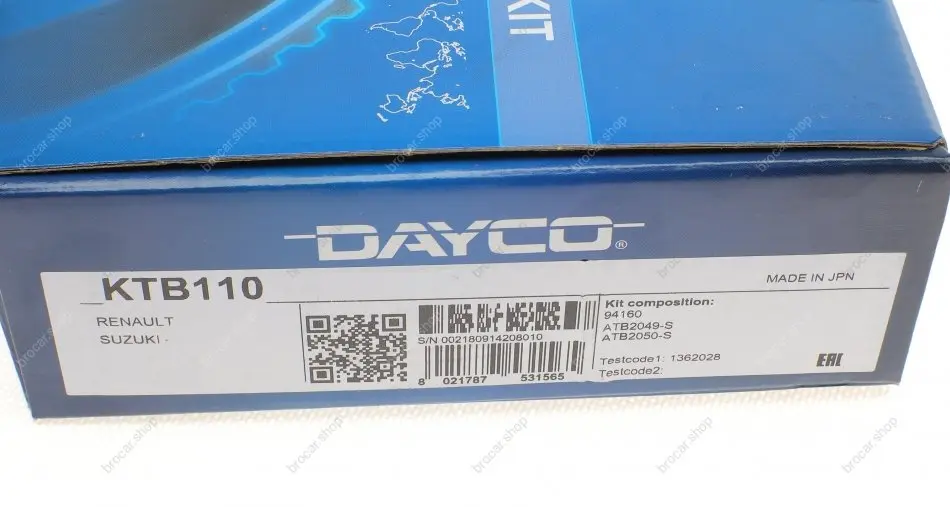 KIT
DAYCO®
KTB110
MADE IN JPN
RENAULT
SUZUKI -
S/N 002180914208010
8 021787 531565
Kit composition:
94160
ATB2049-S
ATB2050-S
Testcode1: 1362028
Testcode2:
EAC
brocar.shop